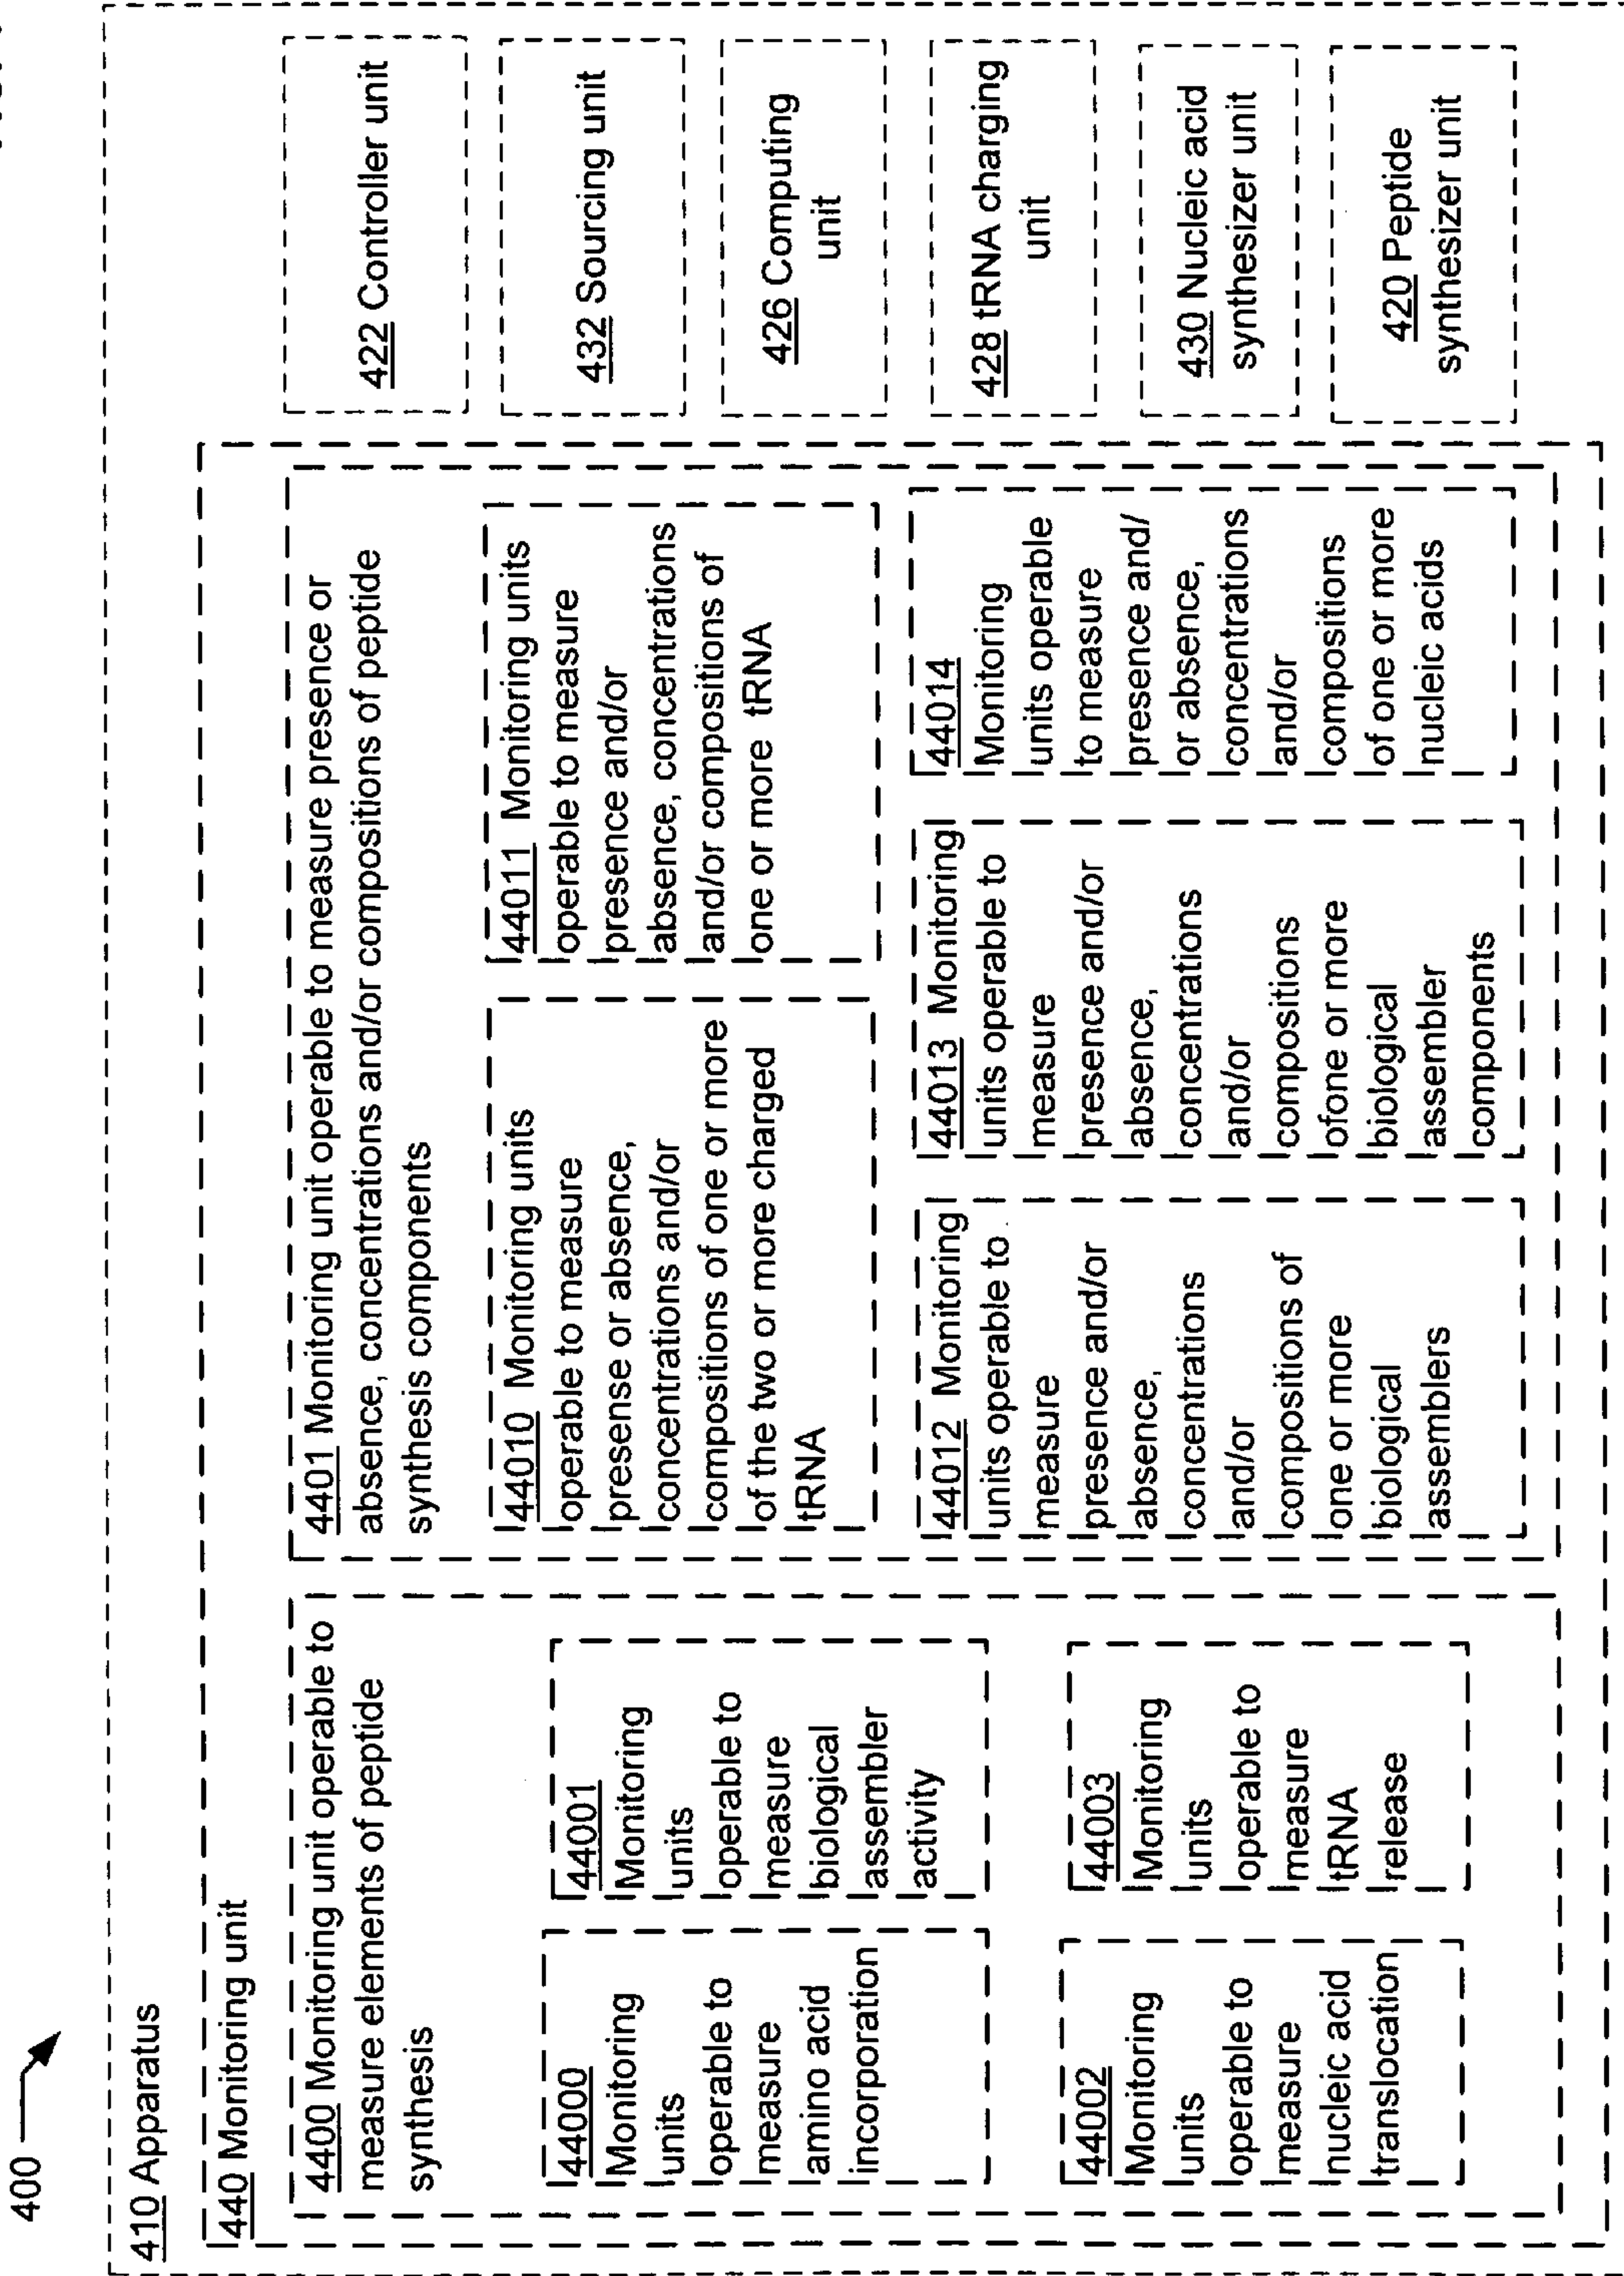 400
410 Apparatus
440 Monitoring unit
4400 Monitoring unit operable to
measure elements of peptide
synthesis
44000
Monitoring
units
operable to
measure
amino acid
incorporation
44001
Monitoring
units
operable to
measure
biological
assembler
activity
44002
Monitoring
units
operable to
measure
nucleic acid
translocation
44003
Monitoring
units
operable to
measure
tRNA
release
4401 Monitoring unit operable to measure presence or
absence, concentrations and/or compositions of peptide
synthesis components
44010 Monitoring units
operable to measure
presense or absence,
concentrations and/or
compositions of one or more
of the two or more charged
tRNA
44011 Monitoring units
operable to measure
presence and/or
absence, concentrations
and/or compositions of
one or more tRNA
44012 Monitoring
units operable to
measure
presence and/or
absence,
concentrations
and/or
compositions of
one or more
biological
assemblers
44013 Monitoring
units operable to
measure
presence and/or
absence,
concentrations
and/or
compositions
ofone or more
biological
assembler
components
44014
Monitoring
units operable
to measure
presence and/
or absence,
concentrations
and/or
compositions
of one or more
nucleic acids
422 Controller unit
432 Sourcing unit
426 Computing
unit
428 tRNA charging
unit
430 Nucleic acid
synthesizer unit
420 Peptide
synthesizer unit